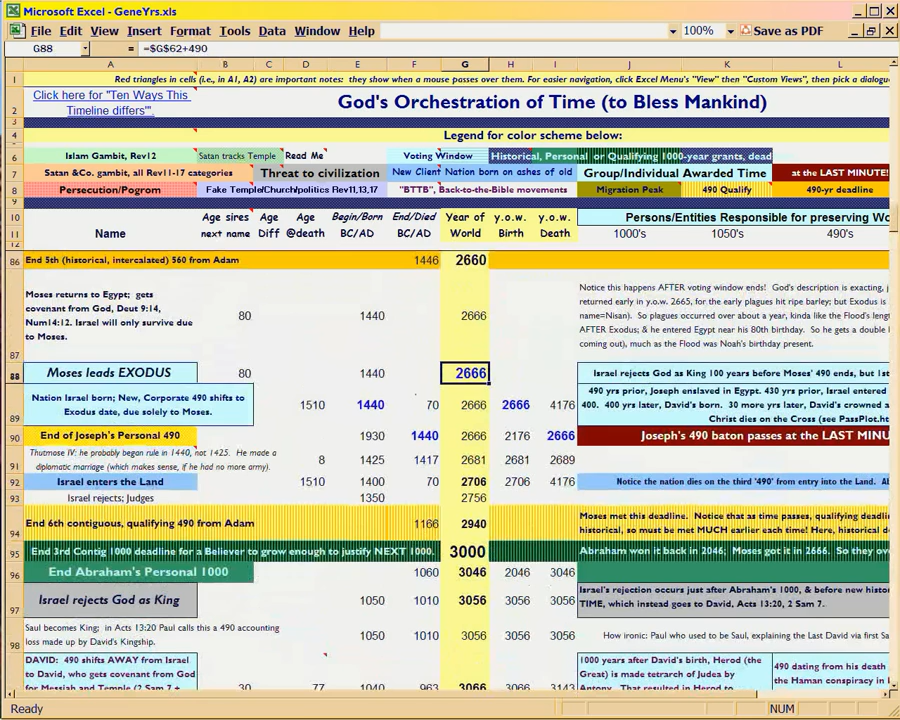 Microsoft Excel - GeneYrs.xls
File Edit View Insert Format Tools Data Window Help 100% Save as PDF
G88 = =$G$62+490
A B C D E F G H I J K L
1 Red triangles in cells (i.e., in A1, A2) are important notes: they show when a mouse passes over them. For easier navigation, click Excel Menu's "View" then "Custom Views", then pick a dialogu
2 Click here for "Ten Ways This Timeline differs"'. God's Orchestration of Time (to Bless Mankind)
3
4 Legend for color scheme below:
6 Islam Gambit, Rev12 Satan tracks Temple Read Me Voting Window Historical, Personal or Qualifying 1000-year grants, dead
7 Satan &Co. gambit, all Rev11-17 categories Threat to civilization New Client Nation born on ashes of old Group/Individual Awarded Time at the LAST MINUTE!
8 Persecution/Pogrom Fake Temple/Church/politics Rev11,13,17 "BTTB", Back-to-the-Bible movements Migration Peak 490 Qualify 490-yr deadline
9
10 Age sires Age Age Begin/Born End/Died Year of y.o.w. y.o.w. Persons/Entities Responsible for preserving Wo
11 Name next name Diff @death BC/AD BC/AD World Birth Death 1000's 1050's 490's
12
86 End 5th (historical, intercalated) 560 from Adam 1446 2660
Moses returns to Egypt; gets
covenant from God, Deut 9:14,
Num14:12. Israel will only survive due
to Moses.
87 80 1440 2666
Notice this happens AFTER voting window ends! God's description is exacting,
returned early in y.o.w. 2665, for the early plagues hit ripe barley; but Exodus is
name=Nisan). So plagues occurred over about a year, kinda like the Flood's leng
AFTER Exodus; & he entered Egypt near his 80th birthday. So he gets a double
coming out), much as the Flood was Noah's birthday present.
88 Moses leads EXODUS 80 1440 2666 Israel rejects God as King 100 years before Moses' 490 ends, but 1st
Nation Israel born; New, Corporate 490 shifts to
Exodus date, due solely to Moses.
89 1510 1440 70 2666 2666 4176
490 yrs prior, Joseph enslaved in Egypt. 430 yrs prior, Israel entered
400. 400 yrs later, David's born. 30 more yrs later, David's crowned a
Christ dies on the Cross (see PassPlot.ht
90 End of Joseph's Personal 490 1930 1440 2666 2176 2666 Joseph's 490 baton passes at the LAST MINU
Thutmose IV: he probably began rule in 1440, not 1425. He made a
diplomatic marriage (which makes sense, if he had no more army).
91 8 1425 1417 2681 2681 2689
92 Israel enters the Land 1510 1400 70 2706 2706 4176 Notice the nation dies on the third '490' from entry into the Land.
93 Israel rejects; Judges 1350 2756
94 End 6th contiguous, qualifying 490 from Adam 1166 2940
Moses met this deadline. Notice that as time passes, qualifying deadlin
historical, so must be met MUCH earlier each time! Here, historical d
95 End 3rd Contig 1000 deadline for a Believer to grow enough to justify NEXT 1000. 3000 Abraham won it back in 2046; Moses got it in 2666. So they ove
96 End Abraham's Personal 1000 1060 3046 2046 3046
97 Israel rejects God as King 1050 1010 3056 3056 3056
Israel's rejection occurs just after Abraham's 1000, & before new histor
TIME, which instead goes to David, Acts 13:20, 2 Sam 7.
Saul becomes King; in Acts 13:20 Paul calls this a 490 accounting
loss made up by David's Kingship.
98 1050 1010 3056 3056 3056 How ironic: Paul who used to be Saul, explaining the Last David via first Sa
DAVID: 490 shifts AWAY from Israel
to David, who gets covenant from God
for Messiah and Temple (2 Sam 7 +
30 77 1040 963 3066 3066 3143
1000 years after David's birth, Herod (the
Great) is made tetrarch of Judea by
Antony. That resulted in Herod to
490 dating from his death
the Haman conspiracy in
Ready NUM